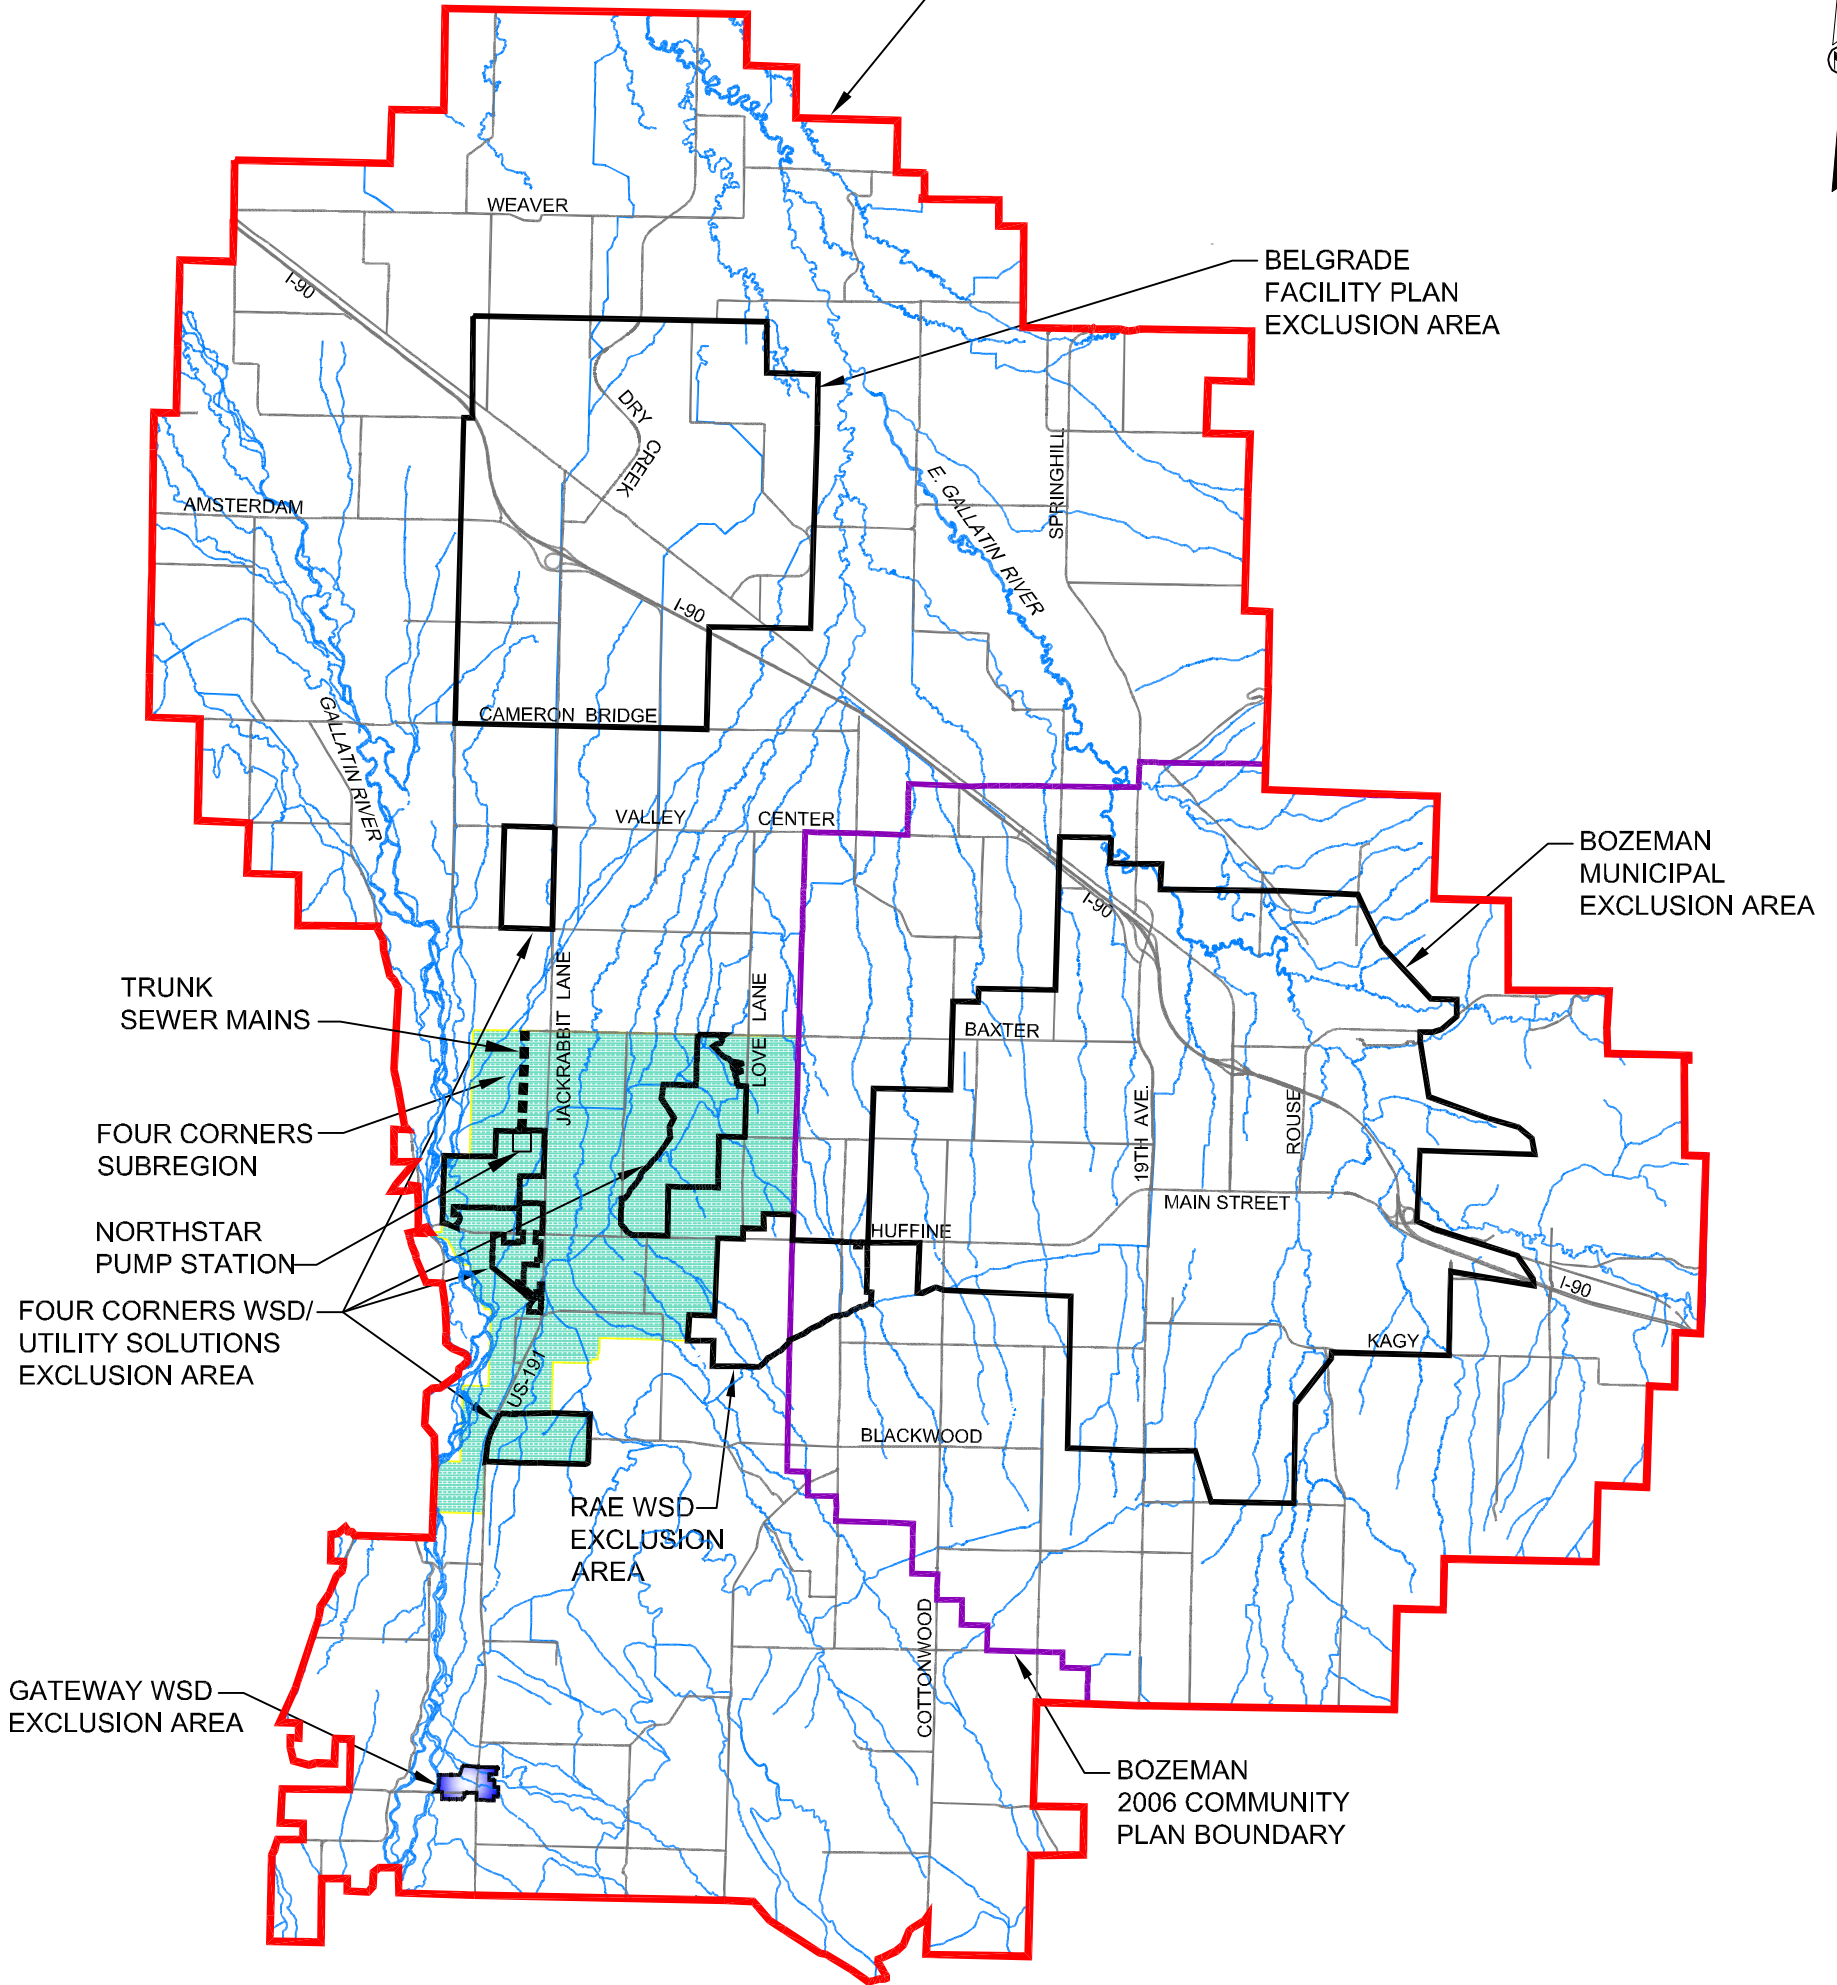 WEAVER
I-90
BELGRADE
FACILITY PLAN
EXCLUSION AREA
DRY
CREEK
SPRINGHILL
E. GALLATIN RIVER
AMSTERDAM
I-90
GALLATIN RIVER
CAMERON BRIDGE
VALLEY CENTER
BOZEMAN
MUNICIPAL
EXCLUSION AREA
I-90
TRUNK
SEWER MAINS
JACKRABBIT LANE
LOVE LANE
BAXTER
FOUR CORNERS
SUBREGION
19TH AVE.
ROUSE
MAIN STREET
NORTHSTAR
PUMP STATION
HUFFINE
I-90
FOUR CORNERS WSD/
UTILITY SOLUTIONS
EXCLUSION AREA
KAGY
US-191
BLACKWOOD
RAE WSD
EXCLUSION
AREA
COTTONWOOD
GATEWAY WSD
EXCLUSION AREA
BOZEMAN
2006 COMMUNITY
PLAN BOUNDARY